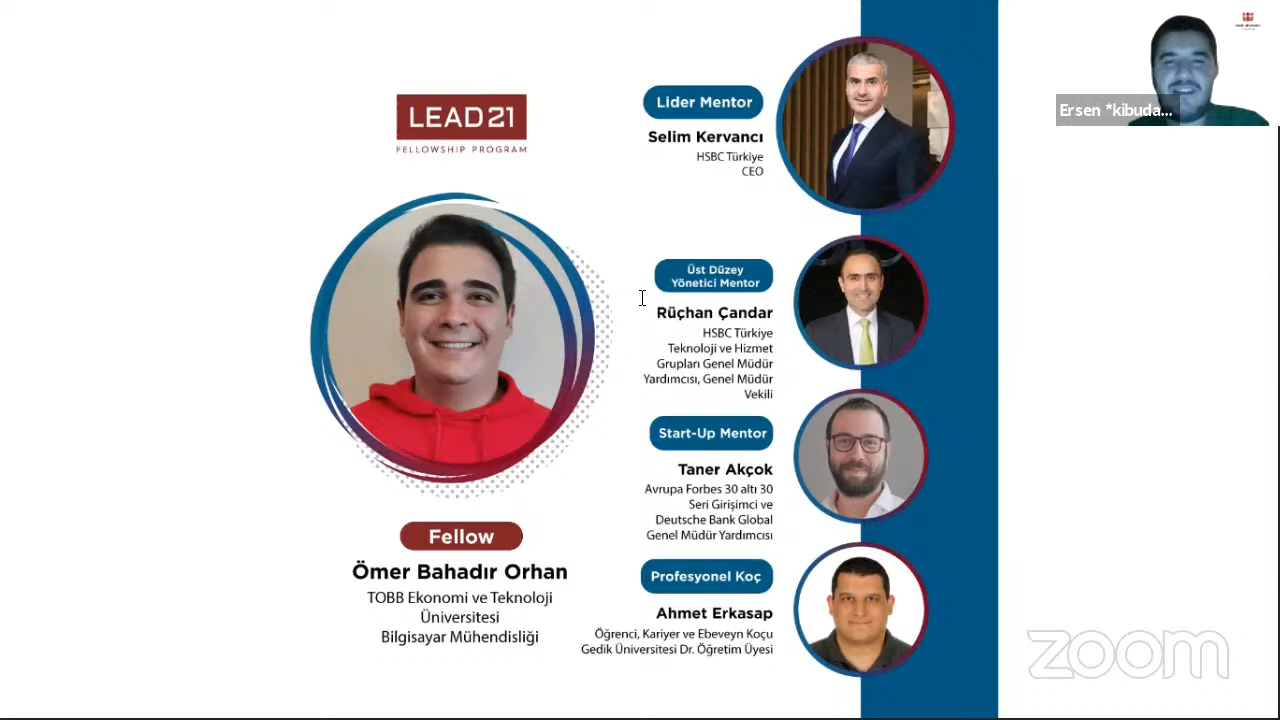 LEAD21
FELLOWSHIP PROGRAM
Fellow
Ömer Bahadır Orhan
TOBB Ekonomi ve Teknoloji
Üniversitesi
Bilgisayar Mühendisliği
Lider Mentor
Selim Kervancı
HSBC Türkiye
CEO
Üst Düzey
Yönetici Mentor
Rüçhan Çandar
HSBC Türkiye
Teknoloji ve Hizmet
Grupları Genel Müdür
Yardımcısı, Genel Müdür
Vekili
Start-Up Mentor
Taner Akçok
Avrupa Forbes 30 altı 30
Seri Girişimci ve
Deutsche Bank Global
Genel Müdür Yardımcısı
Profesyonel Koç
Ahmet Erkasap
Öğrenci, Kariyer ve Ebeveyn Koçu
Gedik Üniversitesi Dr. Öğretim Üyesi
Ersen *kibuda...
zoom